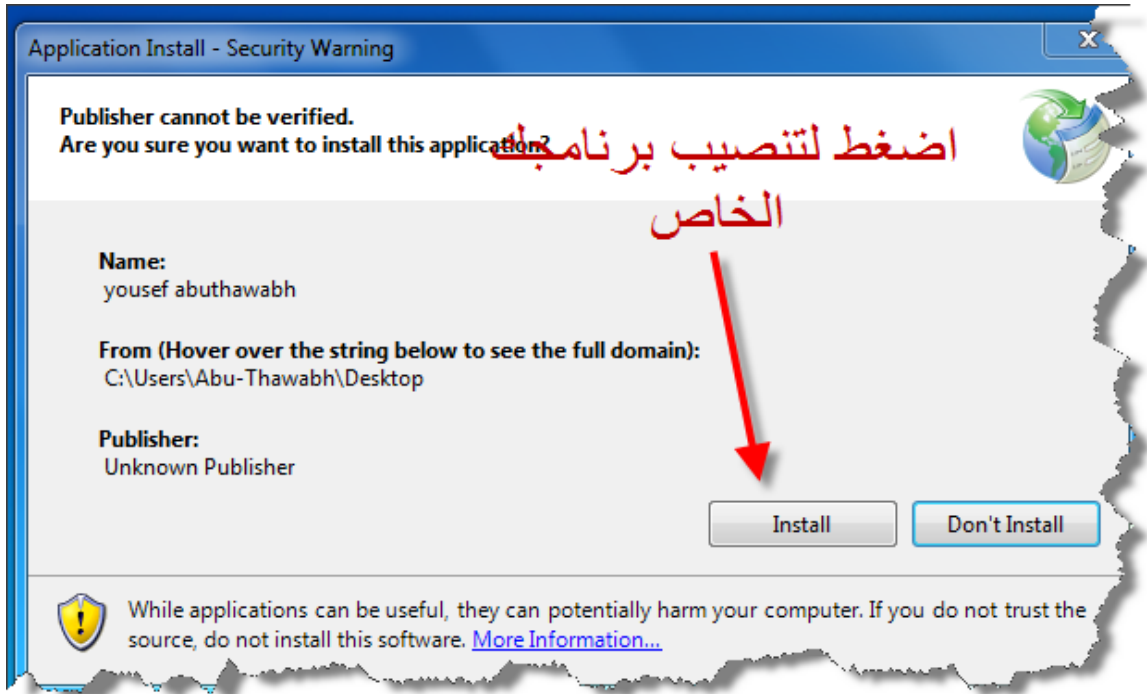 Application Install - Security Warning
Publisher cannot be verified.
Are you sure you want to install this application?
اضغط لتنصيب برنامجك
الخاص
Name:
yousef abuthawabh
From (Hover over the string below to see the full domain):
C:\Users\Abu-Thawabh\Desktop
Publisher:
Unknown Publisher
Install Don't Install
While applications can be useful, they can potentially harm your computer. If you do not trust the
source, do not install this software. More Information...